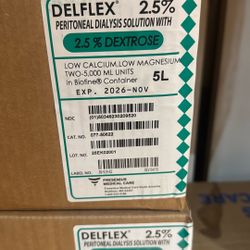 DELFLEX® 2.5%
PERITONEAL DIALYSIS SOLUTION WITH
2.5% DEXTROSE
LOW CALCIUM, LOW MAGNESIUM
TWO-5,000 ML UNITS
in Biofine® Container
5L
EXP. 2026-NOV
NDC
CAT. NO.
LOT NO.
FRESENIUS
MEDICAL CARE
DELFLEX® 2.5%
PERITONEAL DIALYSIS SOLUTION WITH